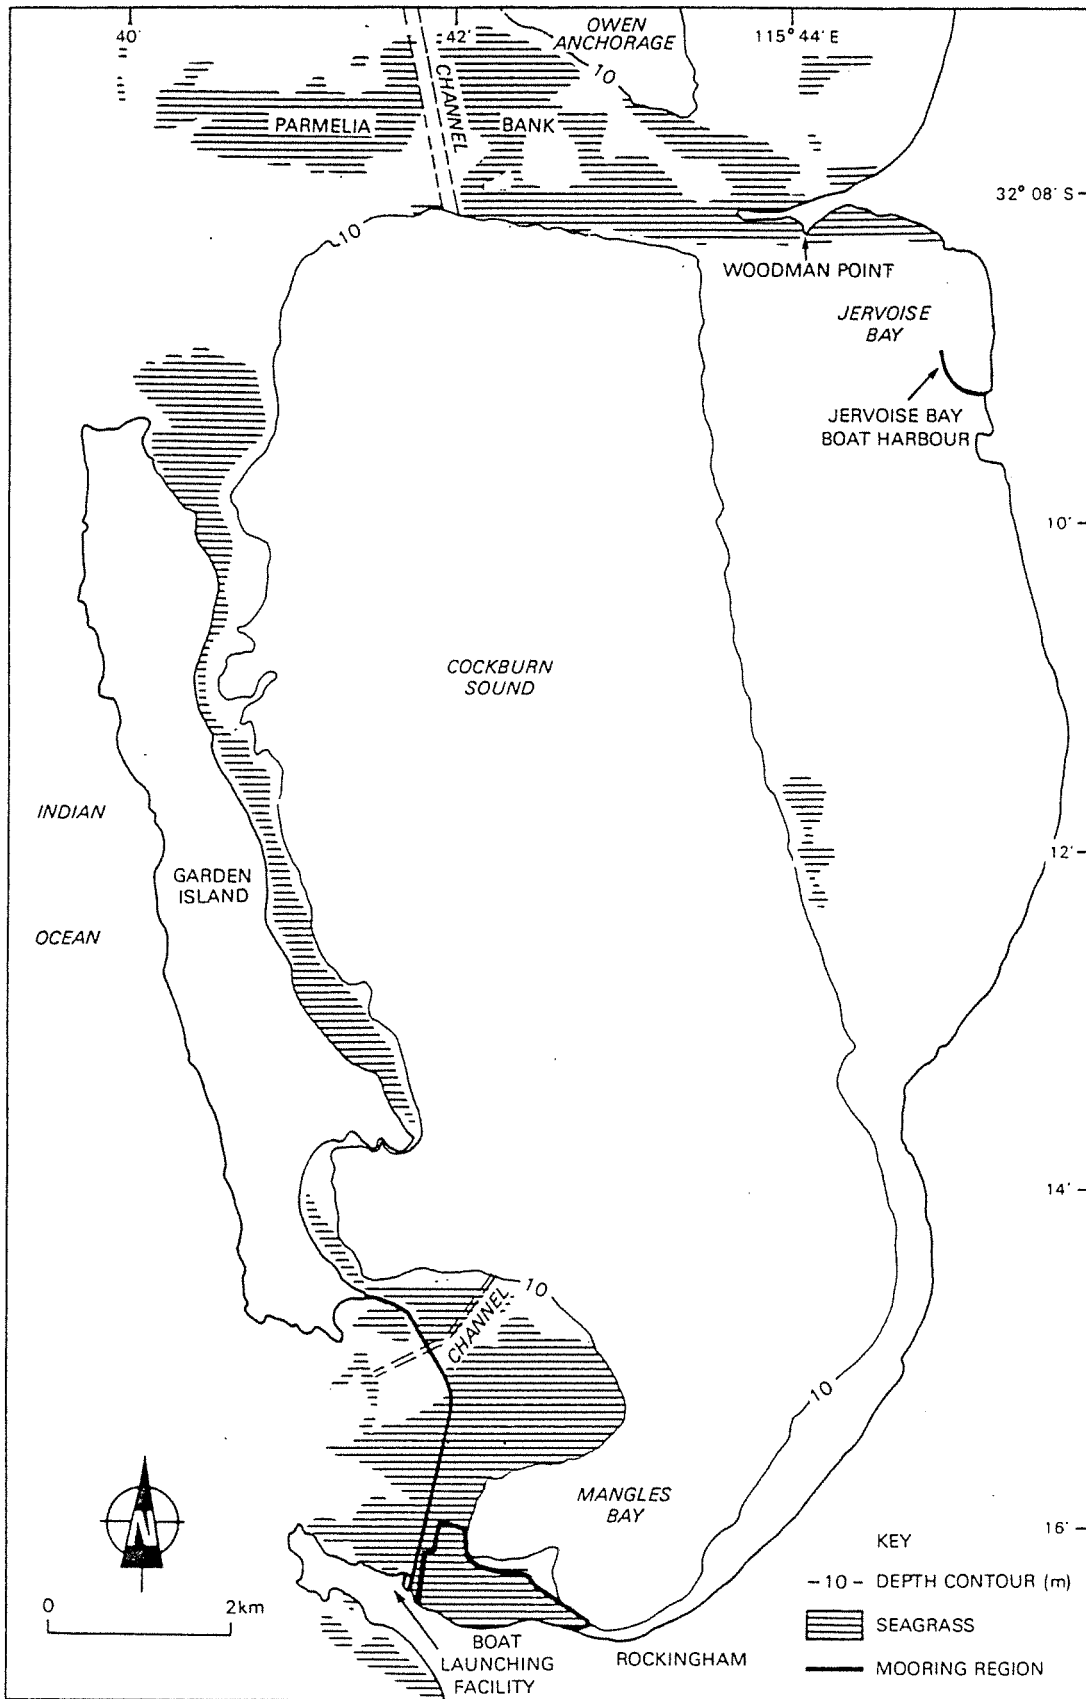 40'
42'
115° 44' E
OWEN
ANCHORAGE
10
CHANNEL
PARMELIA
BANK
32° 08' S
10
WOODMAN POINT
JERVOISE
BAY
JERVOISE BAY
BOAT HARBOUR
10'
COCKBURN
SOUND
INDIAN
OCEAN
12'
GARDEN
ISLAND
14'
10
CHANNEL
10
MANGLES
BAY
16'
N
KEY
-10- DEPTH CONTOUR (m)
SEAGRASS
MOORING REGION
0 2km
BOAT
LAUNCHING
FACILITY
ROCKINGHAM